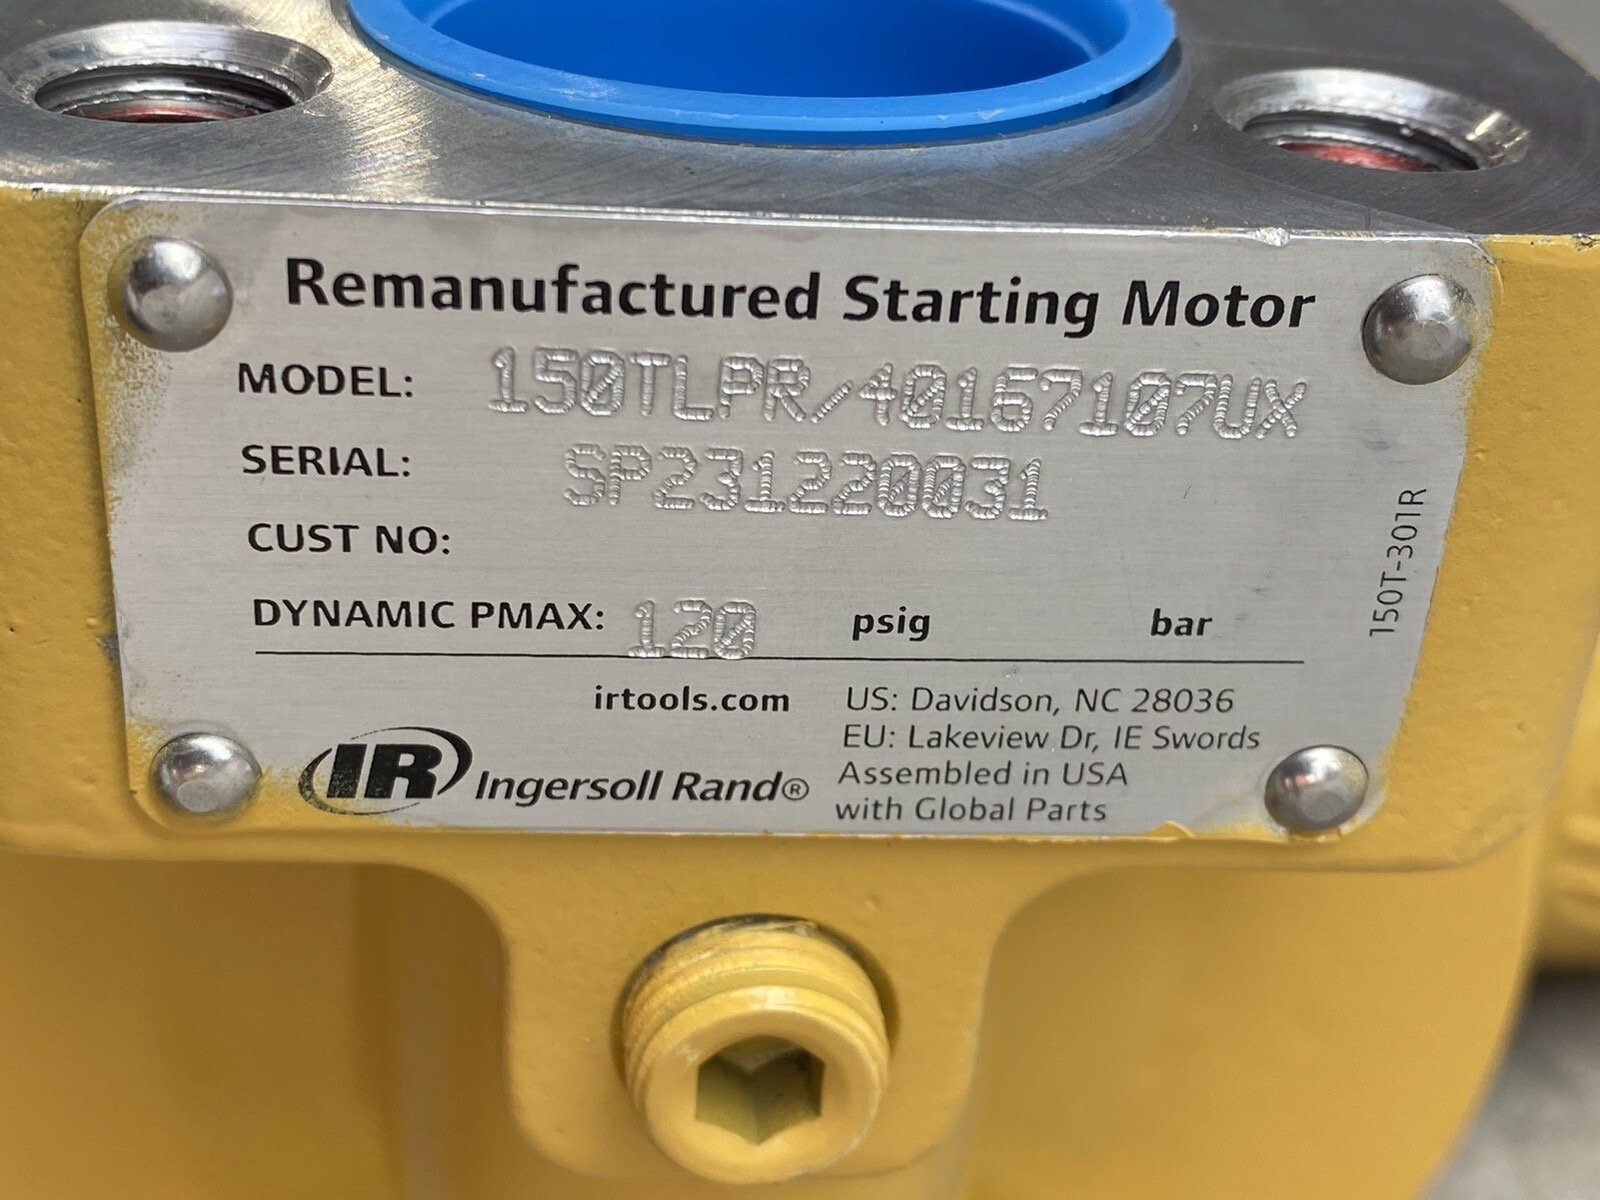 Remanufactured Starting Motor
MODEL: 150TLPR/40167107UX
SERIAL: SP231220031
CUST NO:
DYNAMIC PMAX: 120 psig bar
150T-301R
irtools.com
IR Ingersoll Rand®
US: Davidson, NC 28036
EU: Lakeview Dr, IE Swords
Assembled in USA
with Global Parts